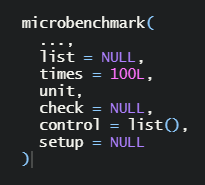 microbenchmark(
  ...,
  list = NULL,
  times = 100L,
  unit,
  check = NULL,
  control = list(),
  setup = NULL
)